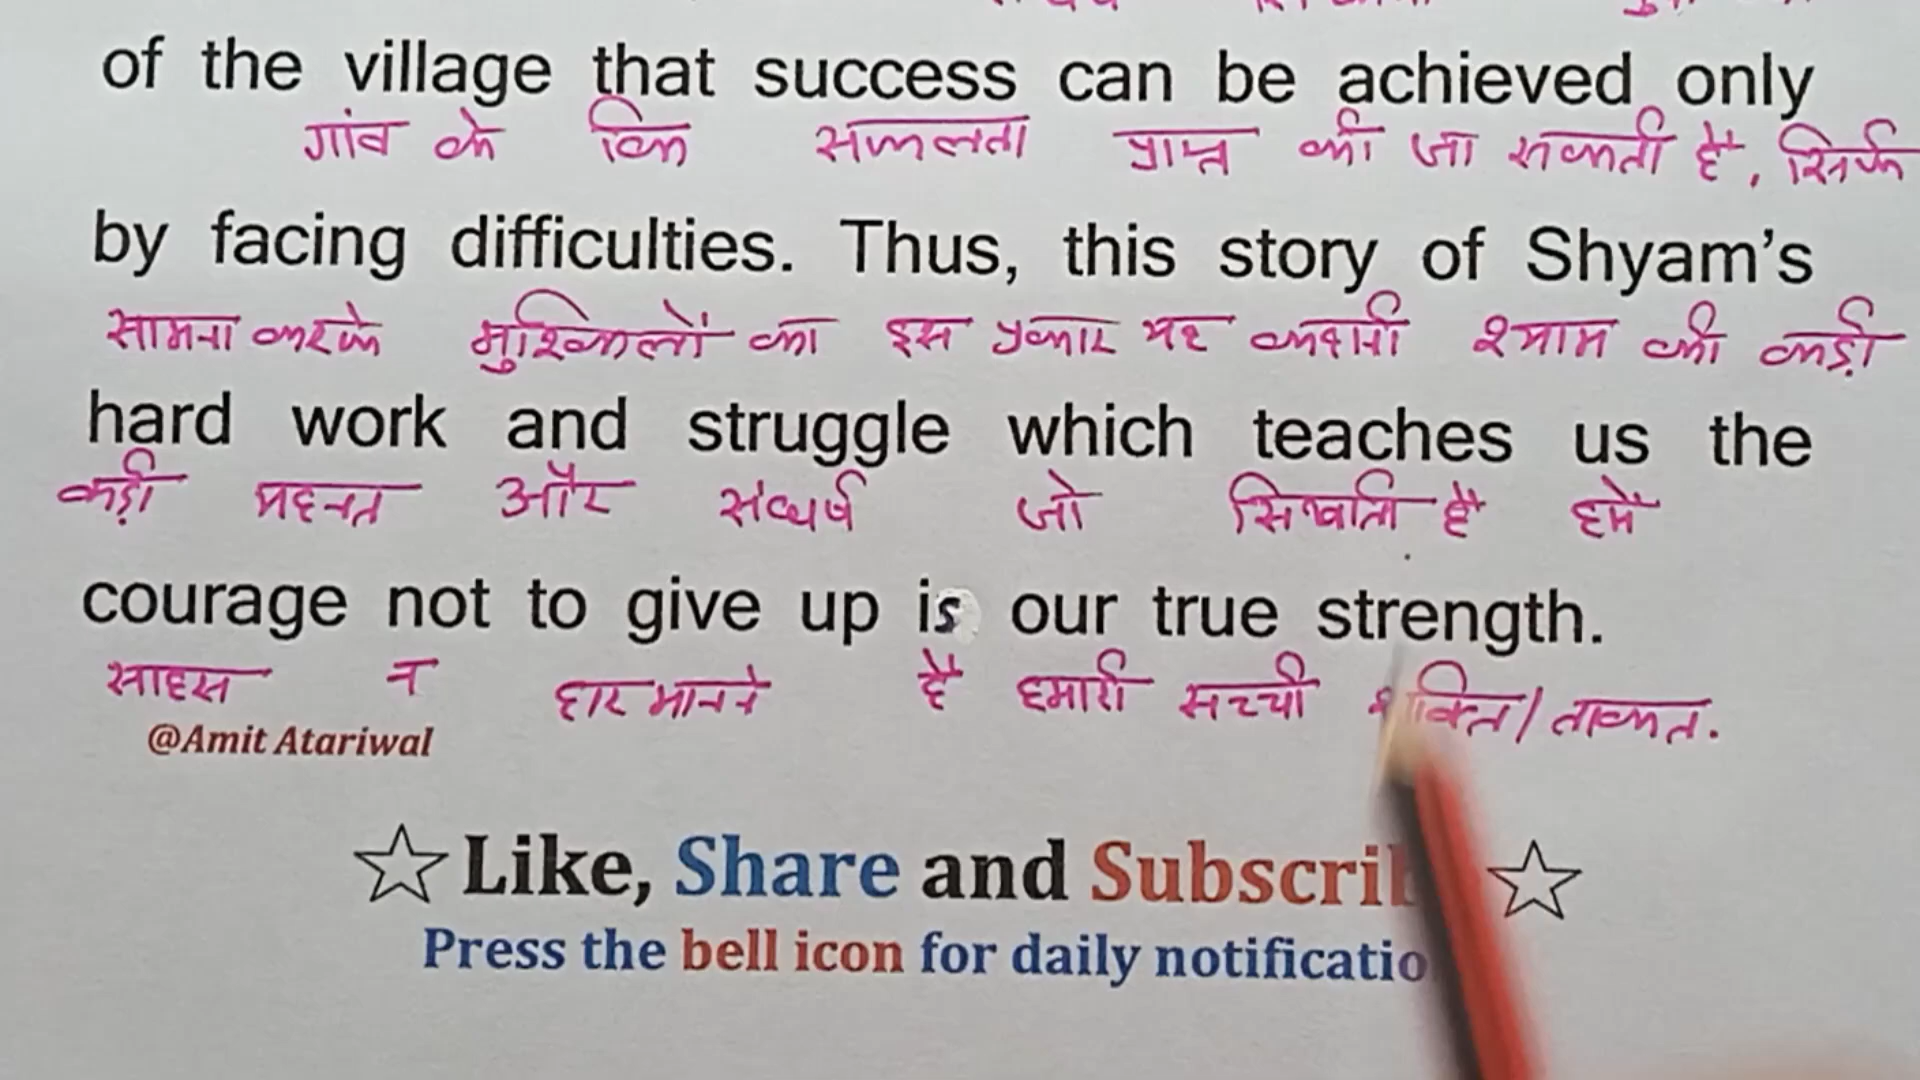 of the village that success can be achieved only
गांव के कि सफलता प्राप्त की जा सकती है, सिर्फ
by facing difficulties. Thus, this story of Shyam's
सामना करके मुश्किलों का इस प्रकार यह कहानी श्याम की कड़ी
hard work and struggle which teaches us the
कड़ी महनत और संघर्ष जो सिखाती है हमें
courage not to give up is our true strength.
साहस न हार मानने है हमारी सच्ची शक्ति/ताकत.
@Amit Atariwal
Like, Share and
Press the bell icon for daily